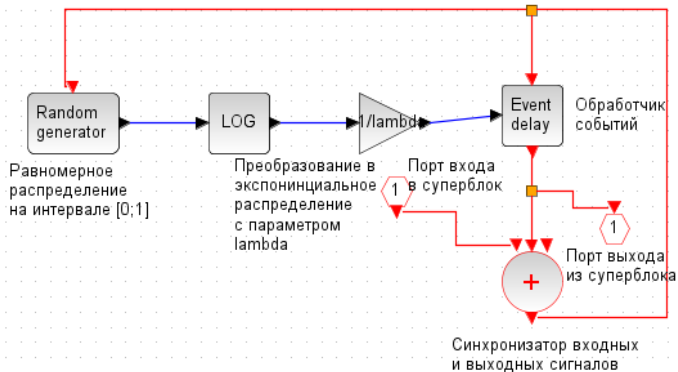 Random
generator
LOG
1/lambda
Event
delay
Обработчик
событий
Равномерное
распределение
на интервале [0;1]
Преобразование в
экспонинциальное
распределение
с параметром
lambda
Порт входа
в суперблок
1
1
Порт выхода
из суперблока
+
Синхронизатор входных
и выходных сигналов